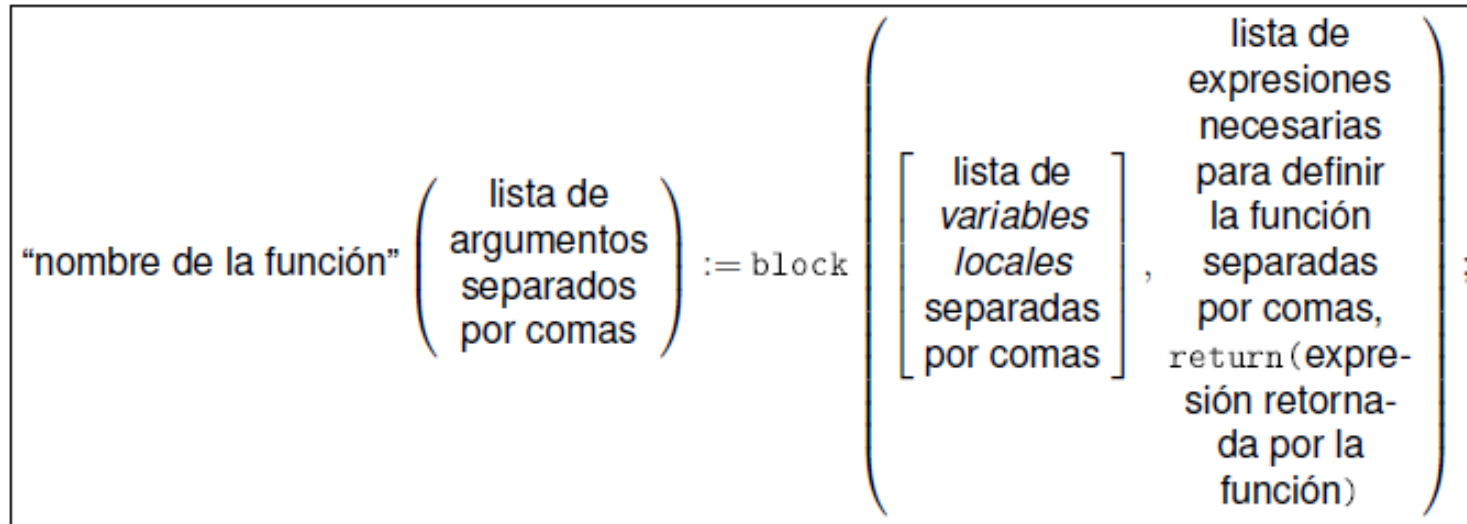 “nombre de la función”
lista de
argumentos
separados
por comas
:= block
lista de
variables
locales
separadas
por comas
,
lista de
expresiones
necesarias
para definir
la función
separadas
por comas,
return(expre-
sión retorna-
da por la
función)
;